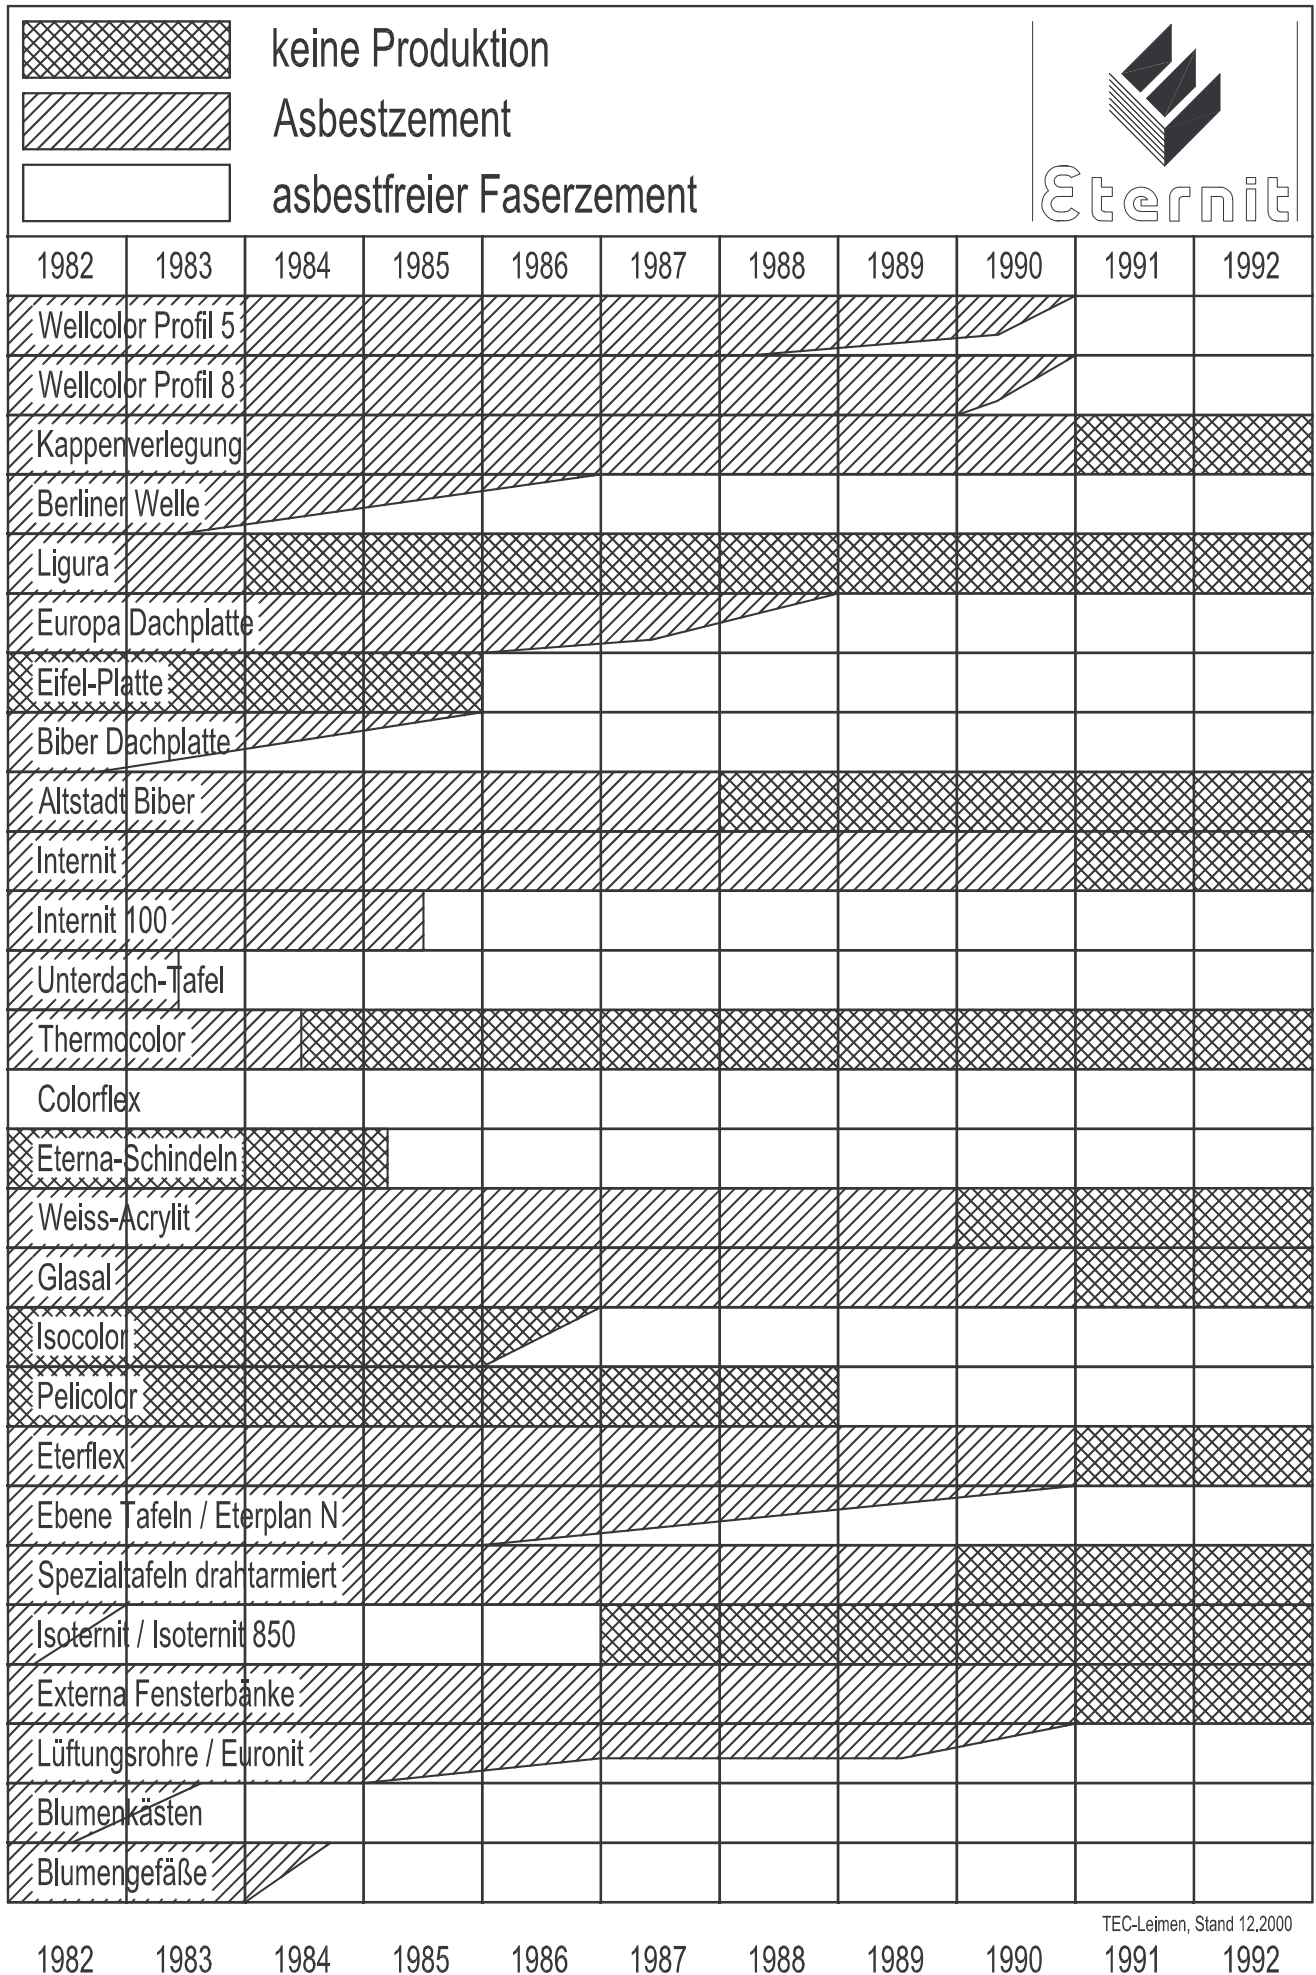 keine Produktion
Asbestzement
asbestfreier Faserzement
Eternit
1982 1983 1984 1985 1986 1987 1988 1989 1990 1991 1992
Wellcolor Profil 5
Wellcolor Profil 8
Kappenverlegung
Berliner Welle
Ligura
Europa Dachplatte
Eifel-Platte
Biber Dachplatte
Altstadt Biber
Internit
Internit 100
Unterdach-Tafel
Thermocolor
Colorflex
Eterna-Schindeln
Weiss-Acrylit
Glasal
Isocolor
Pelicolor
Eterflex
Ebene Tafeln / Eterplan N
Spezialtafeln drahtarmiert
Isoternit / Isoternit 850
Externa Fensterbänke
Lüftungsrohre / Euronit
Blumenkästen
Blumengefäße
TEC-Leimen, Stand 12.2000
1982 1983 1984 1985 1986 1987 1988 1989 1990 1991 1992